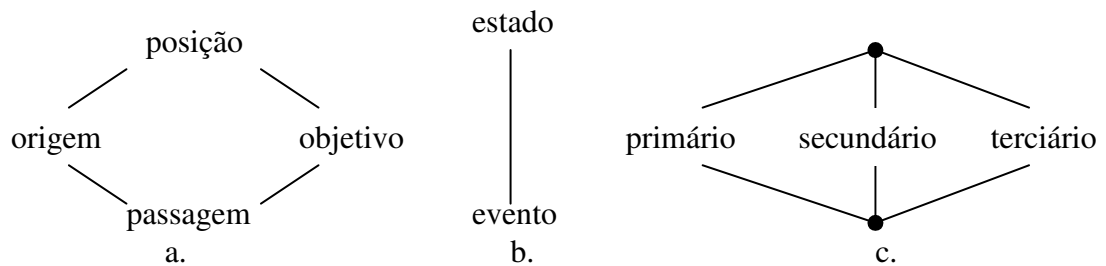 estado
posição
origem objetivo primário secundário terciário
passagem evento
a. b. c.